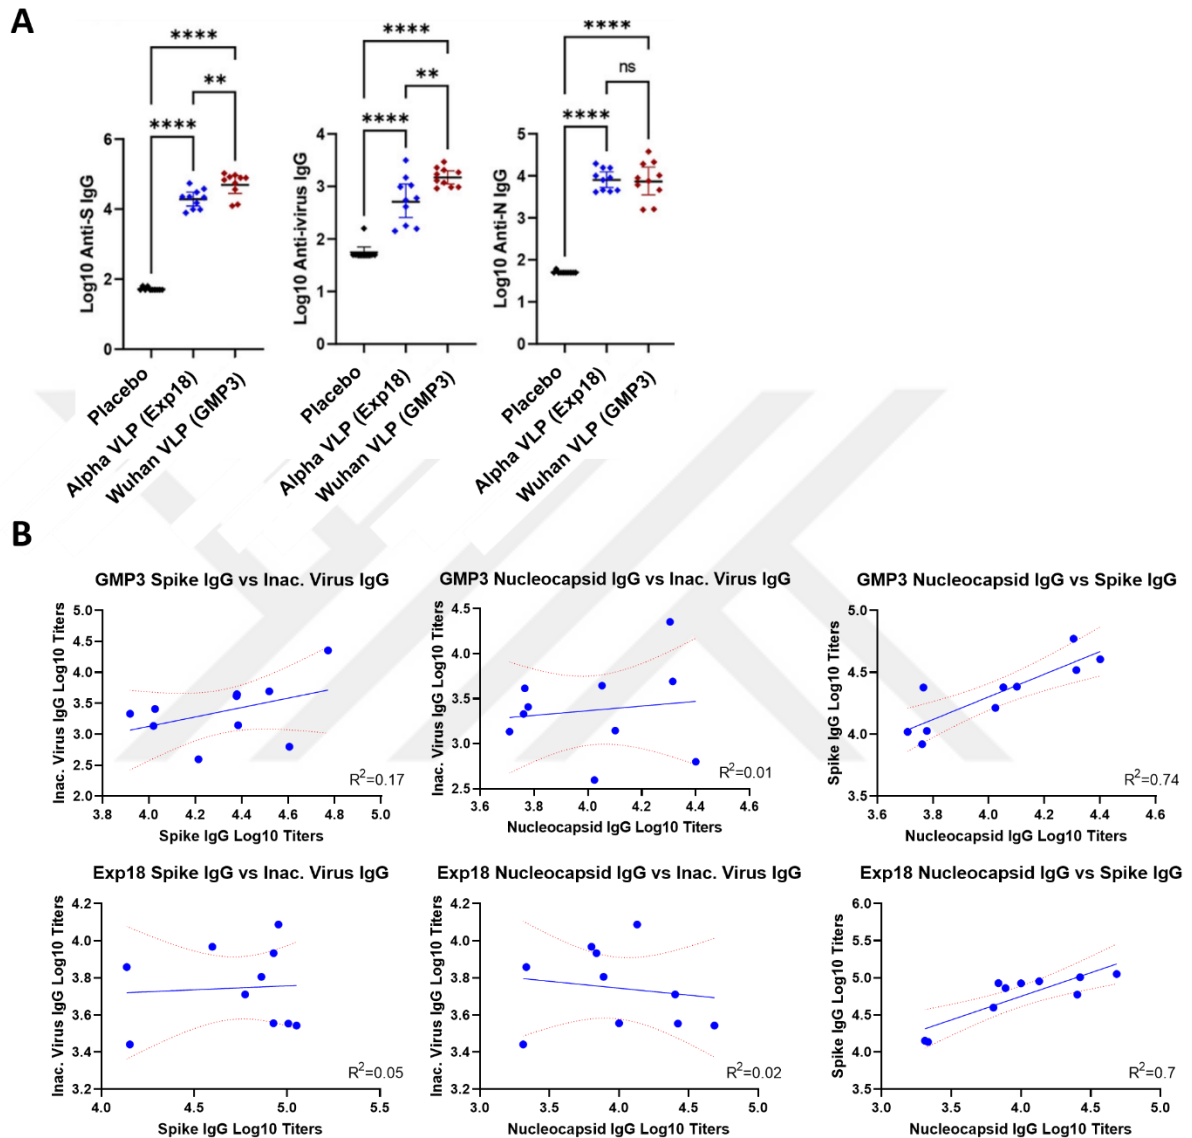 A
****
**
****
Log10 Anti-S IgG
6
4
2
0
Placebo
Alpha VLP (Exp18)
Wuhan VLP (GMP3)
****
**
****
Log10 Anti-ivirus IgG
4
3
2
1
0
Placebo
Alpha VLP (Exp18)
Wuhan VLP (GMP3)
****
ns
****
Log10 Anti-N IgG
5
4
3
2
1
0
Placebo
Alpha VLP (Exp18)
Wuhan VLP (GMP3)
B
GMP3 Spike IgG vs Inac. Virus IgG
Inac. Virus IgG Log10 Titers
5.0
4.5
4.0
3.5
3.0
2.5
2.0
R2=0.17
3.8 4.0 4.2 4.4 4.6 4.8 5.0
Spike IgG Log10 Titers
GMP3 Nucleocapsid IgG vs Inac. Virus IgG
Inac. Virus IgG Log10 Titers
4.5
4.0
3.5
3.0
2.5
R2=0.01
3.6 3.8 4.0 4.2 4.4 4.6
Nucleocapsid IgG Log10 Titers
GMP3 Nucleocapsid IgG vs Spike IgG
Spike IgG Log10 Titers
5.0
4.5
4.0
3.5
R2=0.74
3.6 3.8 4.0 4.2 4.4 4.6
Nucleocapsid IgG Log10 Titers
Exp18 Spike IgG vs Inac. Virus IgG
Inac. Virus IgG Log10 Titers
4.2
4.0
3.8
3.6
3.4
3.2
R2=0.05
4.0 4.5 5.0 5.5
Spike IgG Log10 Titers
Exp18 Nucleocapsid IgG vs Inac. Virus IgG
Inac. Virus IgG Log10 Titers
4.2
4.0
3.8
3.6
3.4
3.2
R2=0.02
3.0 3.5 4.0 4.5 5.0
Nucleocapsid IgG Log10 Titers
Exp18 Nucleocapsid IgG vs Spike IgG
Spike IgG Log10 Titers
6.0
5.5
5.0
4.5
4.0
3.5
R2=0.7
3.0 3.5 4.0 4.5 5.0
Nucleocapsid IgG Log10 Titers